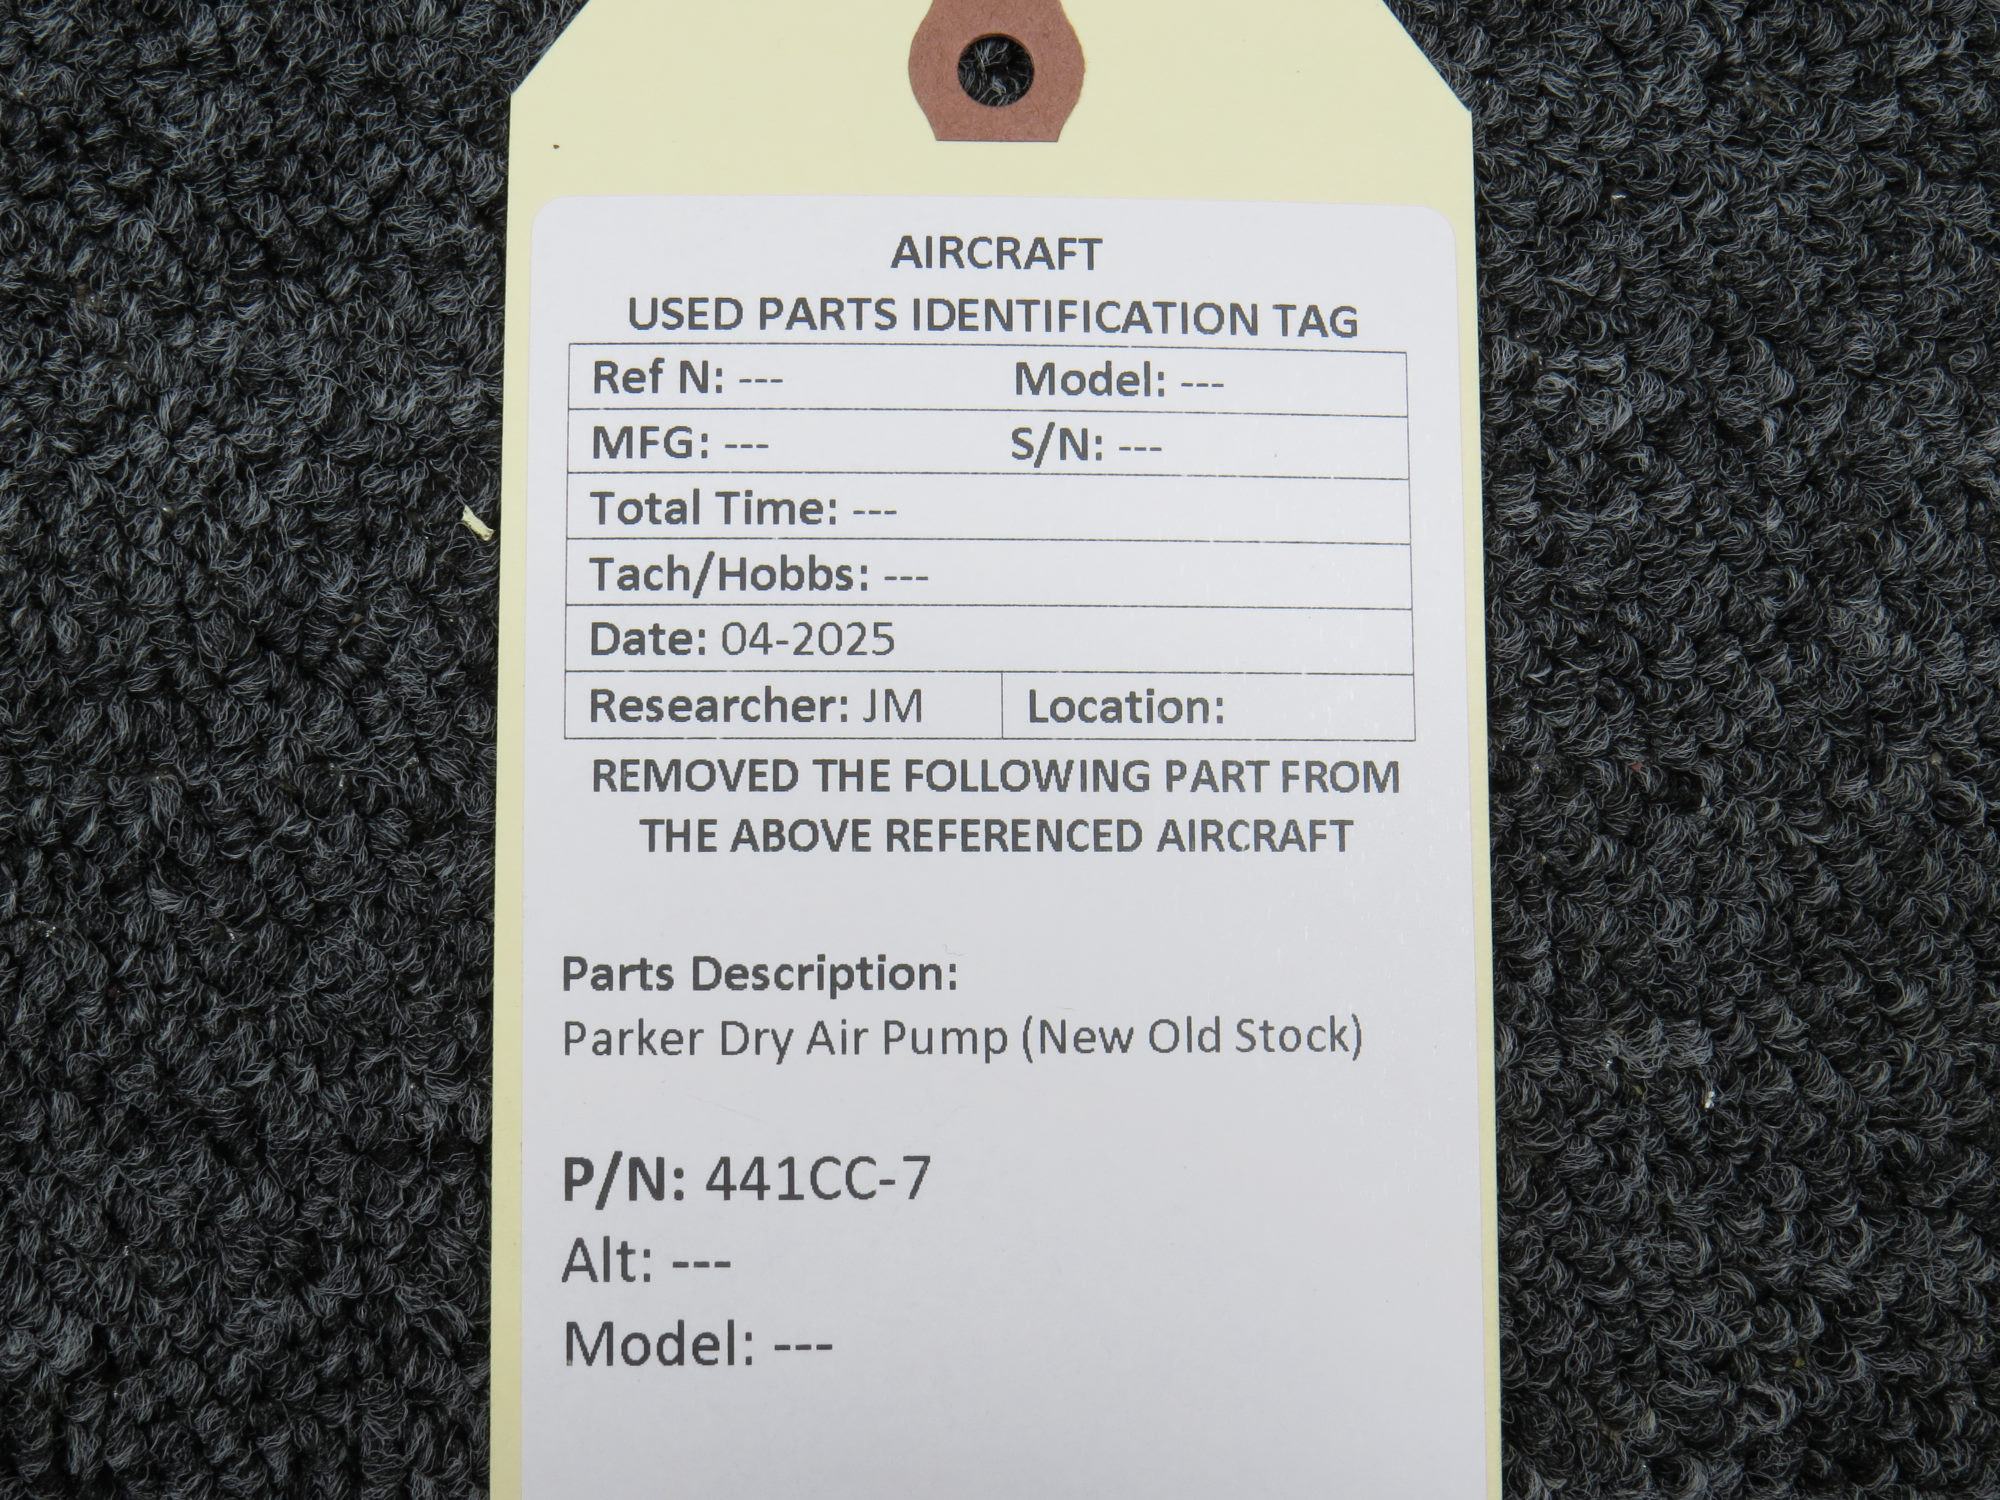 AIRCRAFT
USED PARTS IDENTIFICATION TAG
Ref N: --- Model: ---
MFG: --- S/N: ---
Total Time: ---
Tach/Hobbs: ---
Date: 04-2025
Researcher: JM Location:
REMOVED THE FOLLOWING PART FROM
THE ABOVE REFERENCED AIRCRAFT
Parts Description:
Parker Dry Air Pump (New Old Stock)
P/N: 441CC-7
Alt: ---
Model: ---